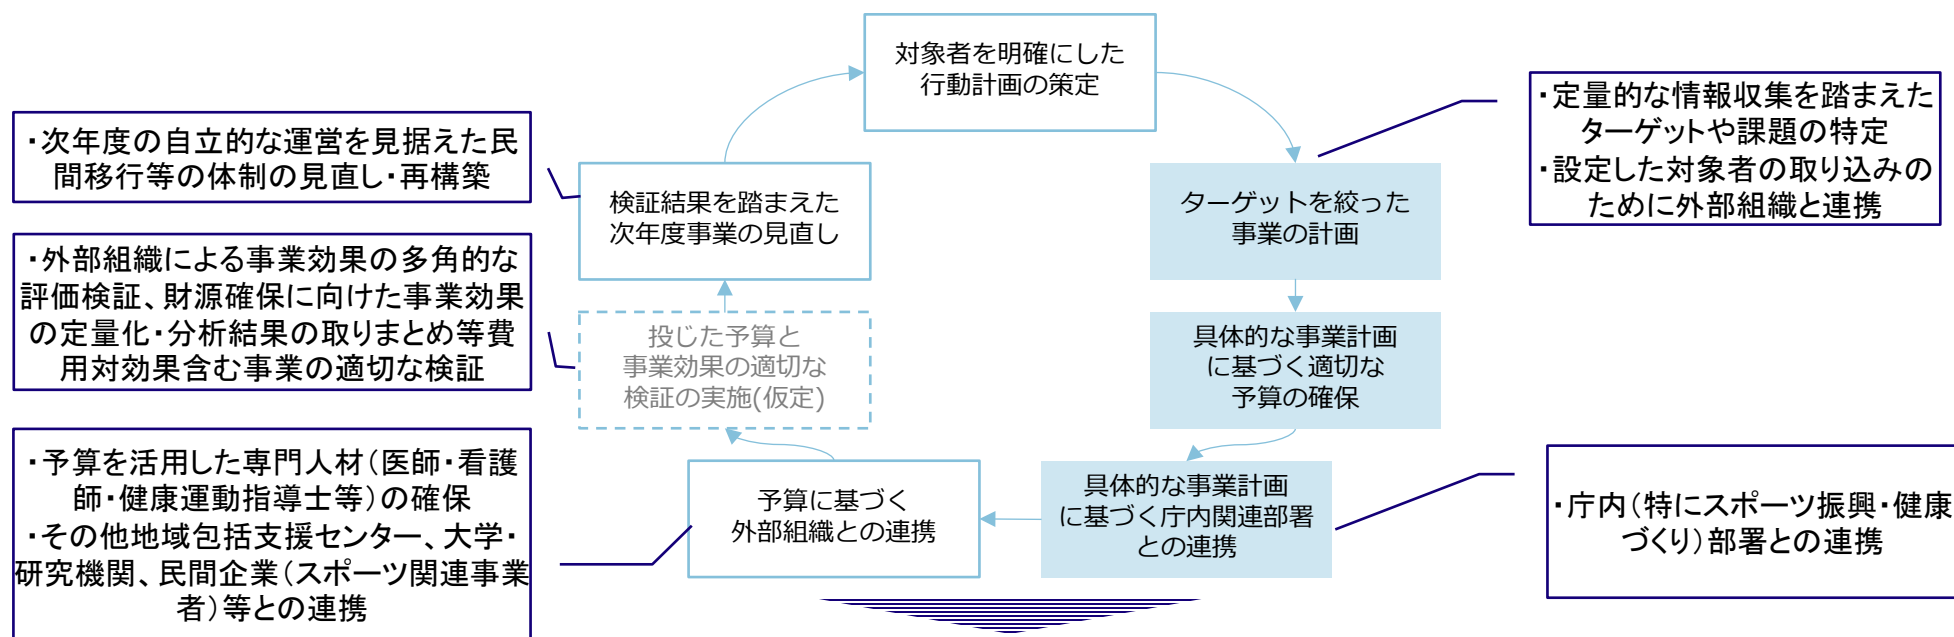 対象者を明確にした
行動計画の策定
・定量的な情報収集を踏まえた
ターゲットや課題の特定
・設定した対象者の取り込みの
ために外部組織と連携
ターゲットを絞った
事業の計画
具体的な事業計画
に基づく適切な
予算の確保
具体的な事業計画
に基づく庁内関連部署
との連携
・庁内（特にスポーツ振興・健康
づくり）部署との連携
予算に基づく
外部組織との連携
・予算を活用した専門人材（医師・看護
師・健康運動指導士等）の確保
・その他地域包括支援センター、大学・
研究機関、民間企業（スポーツ関連事業
者）等との連携
投じた予算と
事業効果の適切な
検証の実施(仮定)
・外部組織による事業効果の多角的な
評価検証、財源確保に向けた事業効果
の定量化・分析結果の取りまとめ等費
用対効果含む事業の適切な検証
検証結果を踏まえた
次年度事業の見直し
・次年度の自立的な運営を見据えた民
間移行等の体制の見直し・再構築